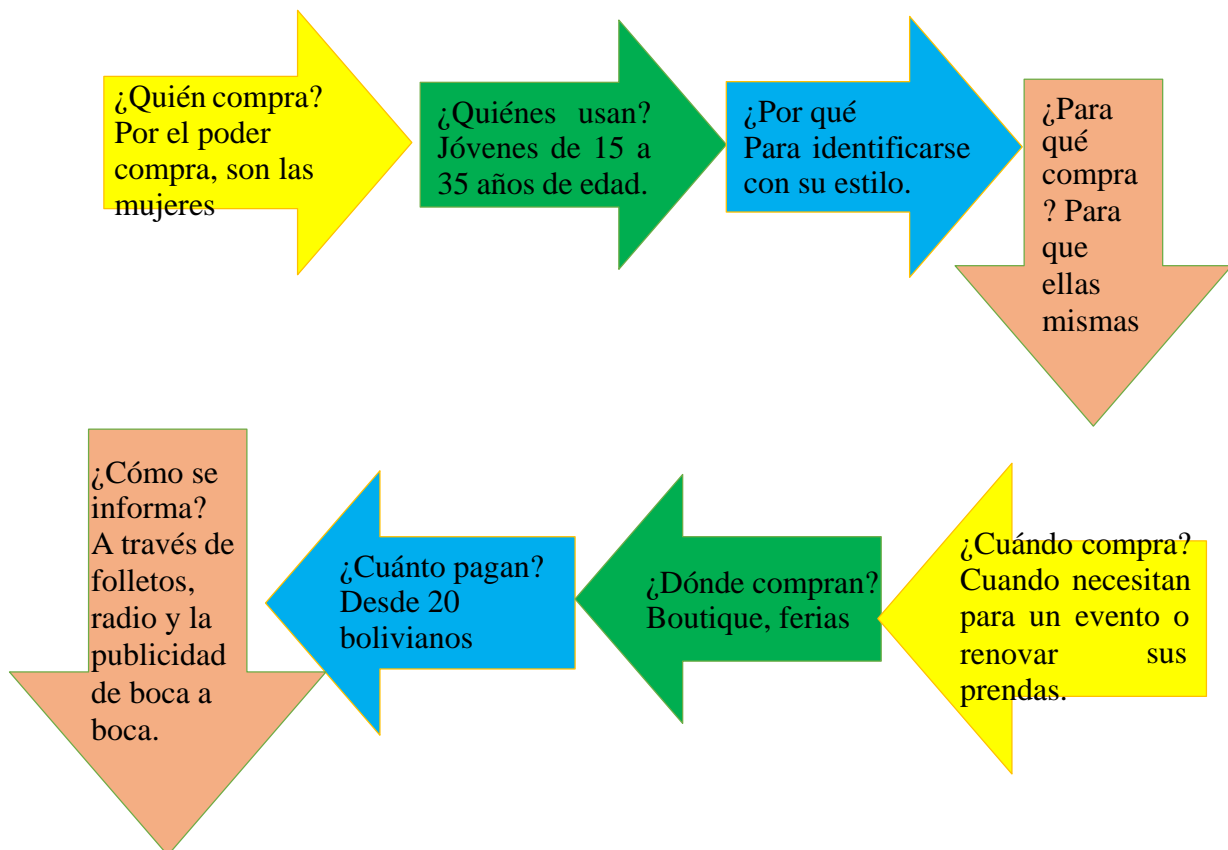 ¿Quién compra?
Por el poder
compra, son las
mujeres
¿Quiénes usan?
Jóvenes de 15 a
35 años de edad.
¿Por qué
Para identificarse
con su estilo.
¿Para
qué
compra
? Para
que
ellas
mismas
¿Cuándo compra?
Cuando necesitan
para un evento o
renovar sus
prendas.
¿Dónde compran?
Boutique, ferias
¿Cuánto pagan?
Desde 20
bolivianos
¿Cómo se
informa?
A través de
folletos,
radio y la
publicidad
de boca a
boca.